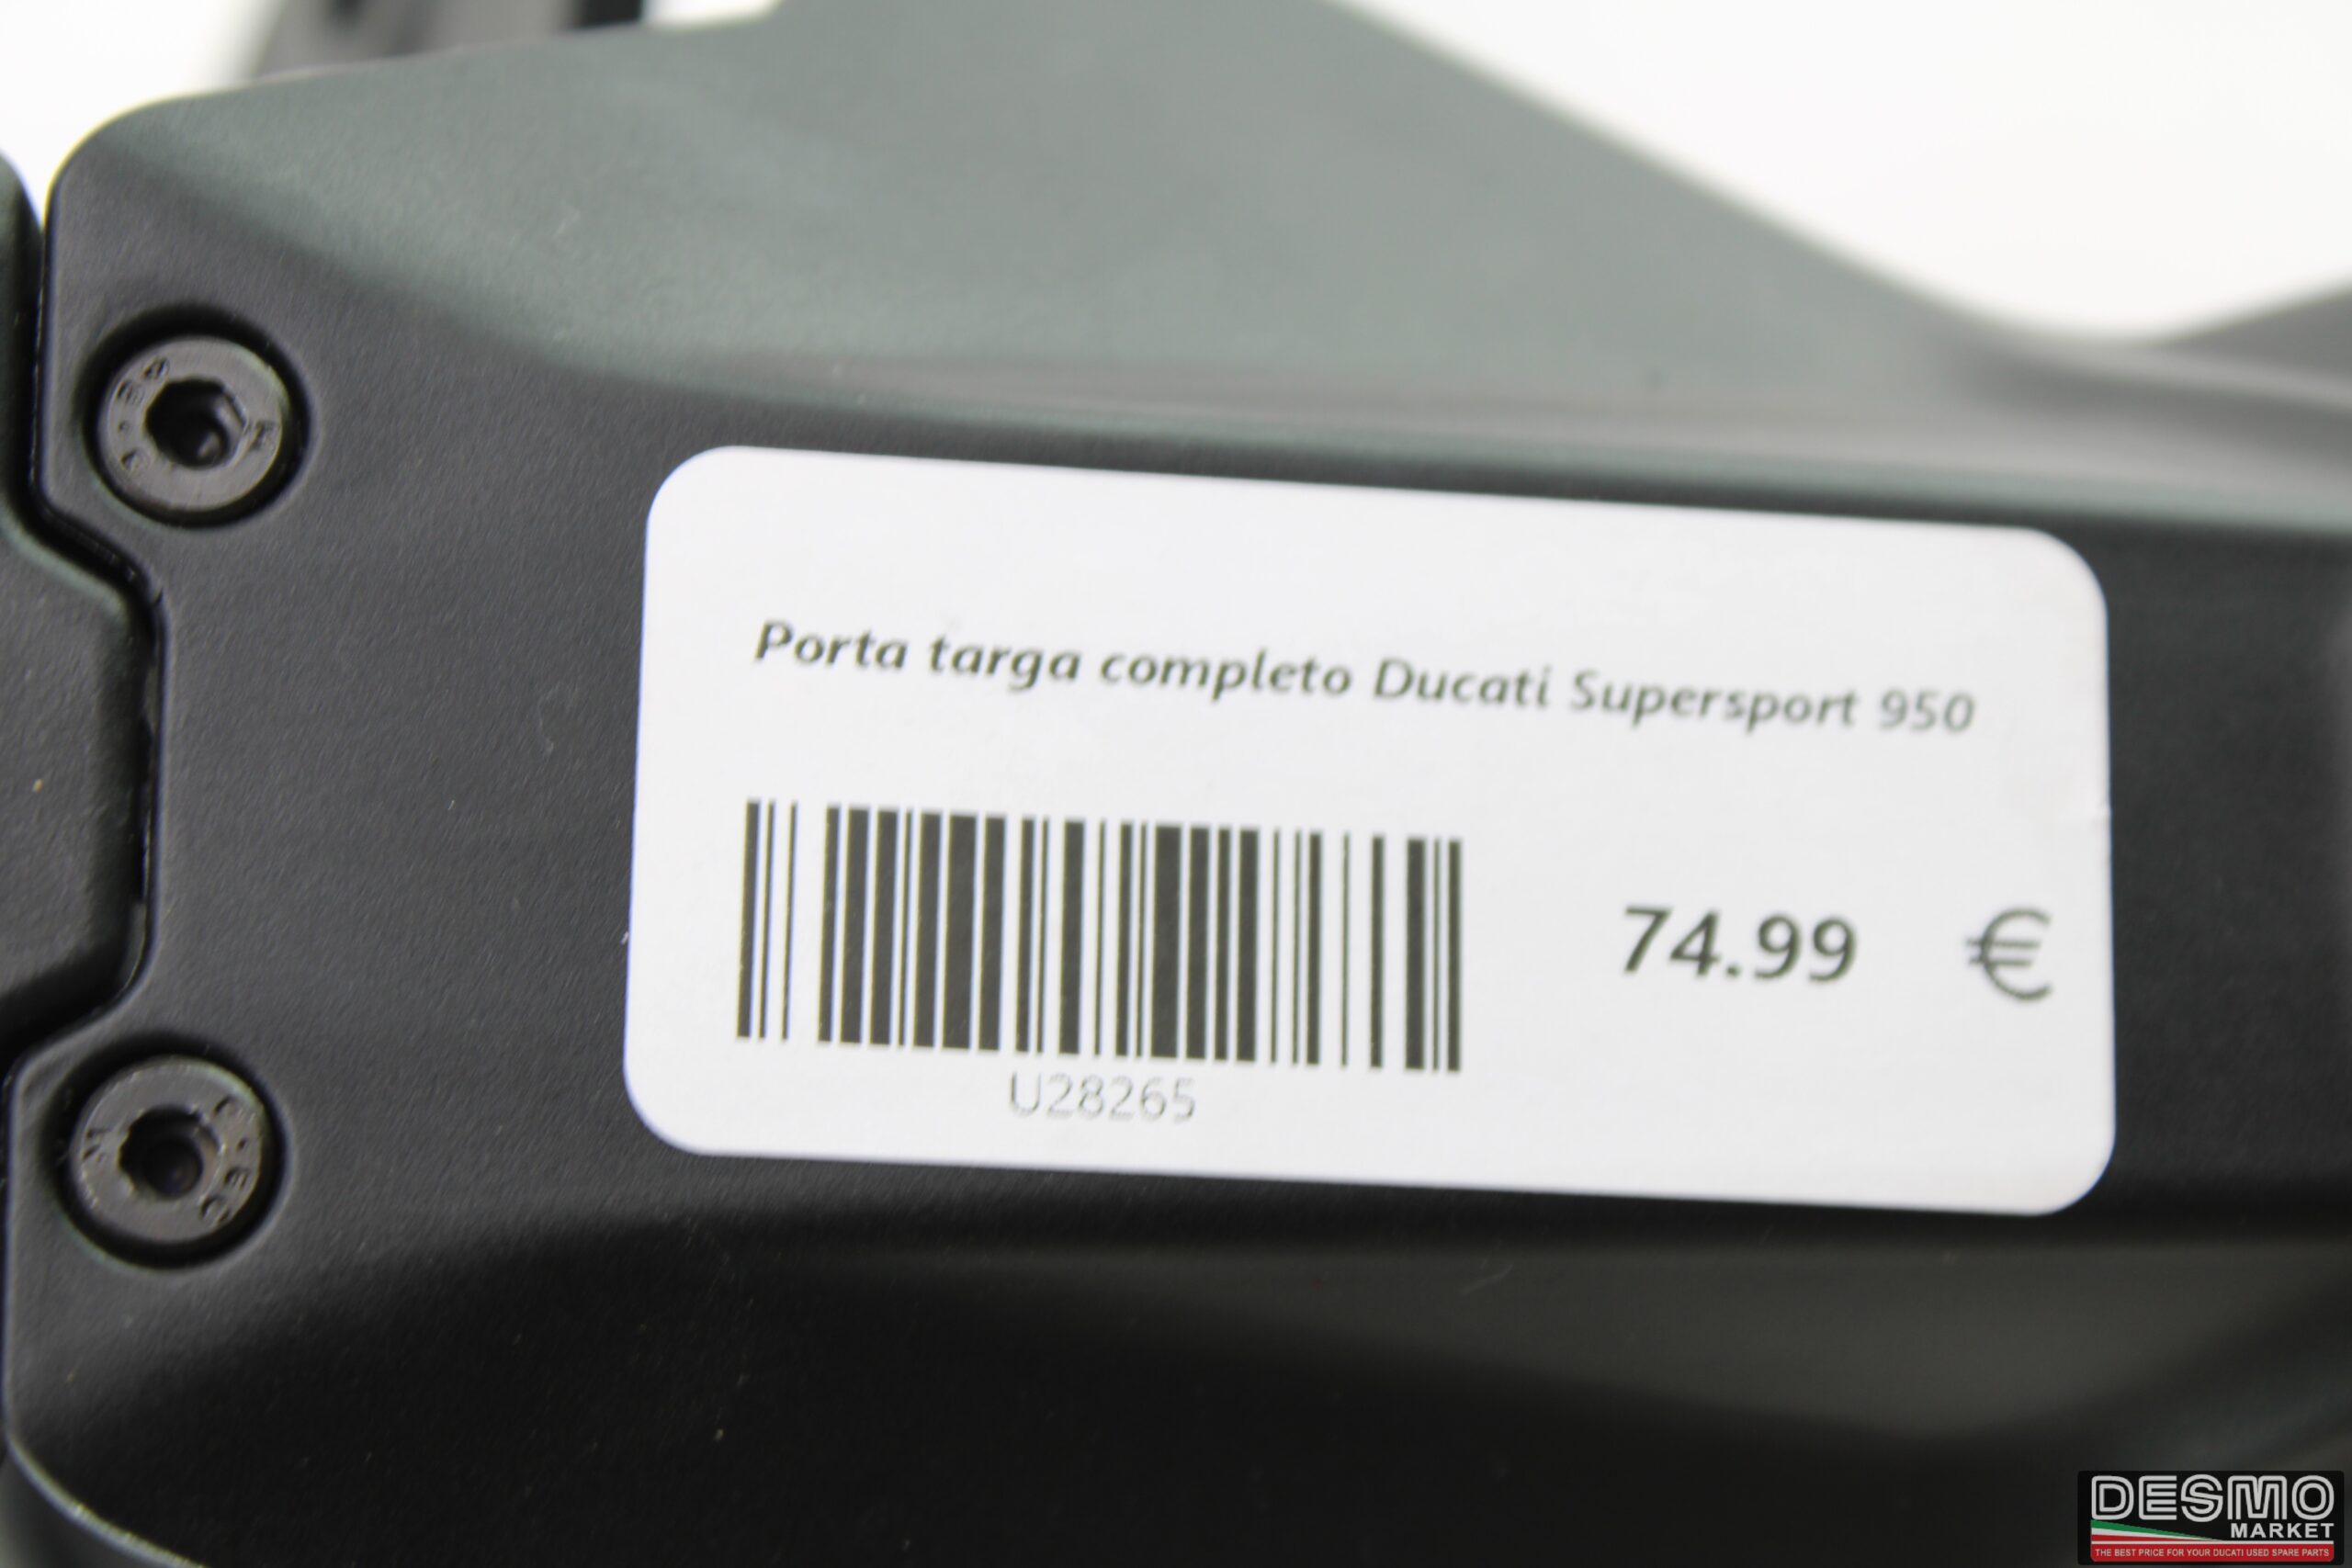 Porta targa completo Ducati Supersport 950
74.99 €
U28265
DESMO
MARKET
THE BEST PRICE FOR YOUR DUCATI USED SPARE PARTS